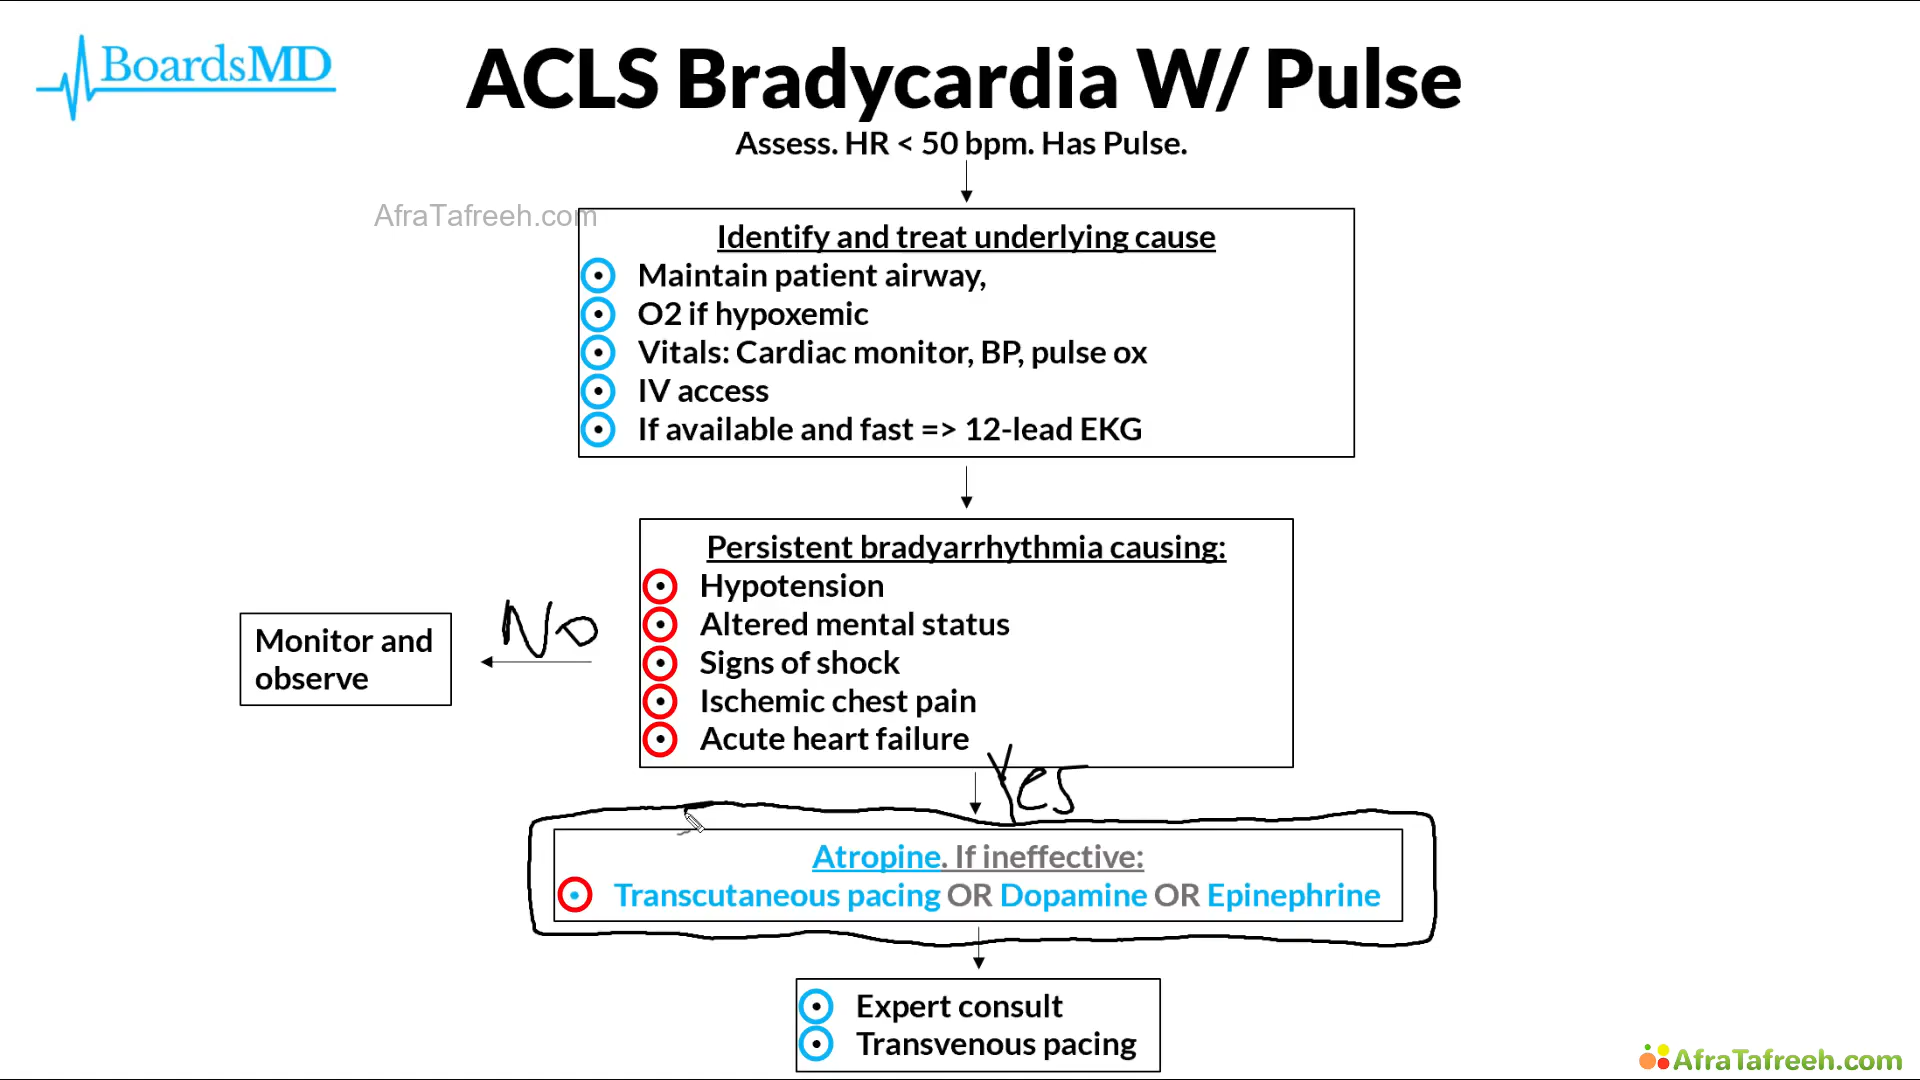 BoardsMD
ACLS Bradycardia W/ Pulse
Assess. HR < 50 bpm. Has Pulse.
AfraTafreeh.com
Identify and treat underlying cause
Maintain patient airway,
O2 if hypoxemic
Vitals: Cardiac monitor, BP, pulse ox
IV access
If available and fast => 12-lead EKG
Persistent bradyarrhythmia causing:
Hypotension
Altered mental status
Signs of shock
Ischemic chest pain
Acute heart failure
No
Monitor and
observe
Yes
Atropine. If ineffective:
Transcutaneous pacing OR Dopamine OR Epinephrine
Expert consult
Transvenous pacing
AfraTafreeh.com